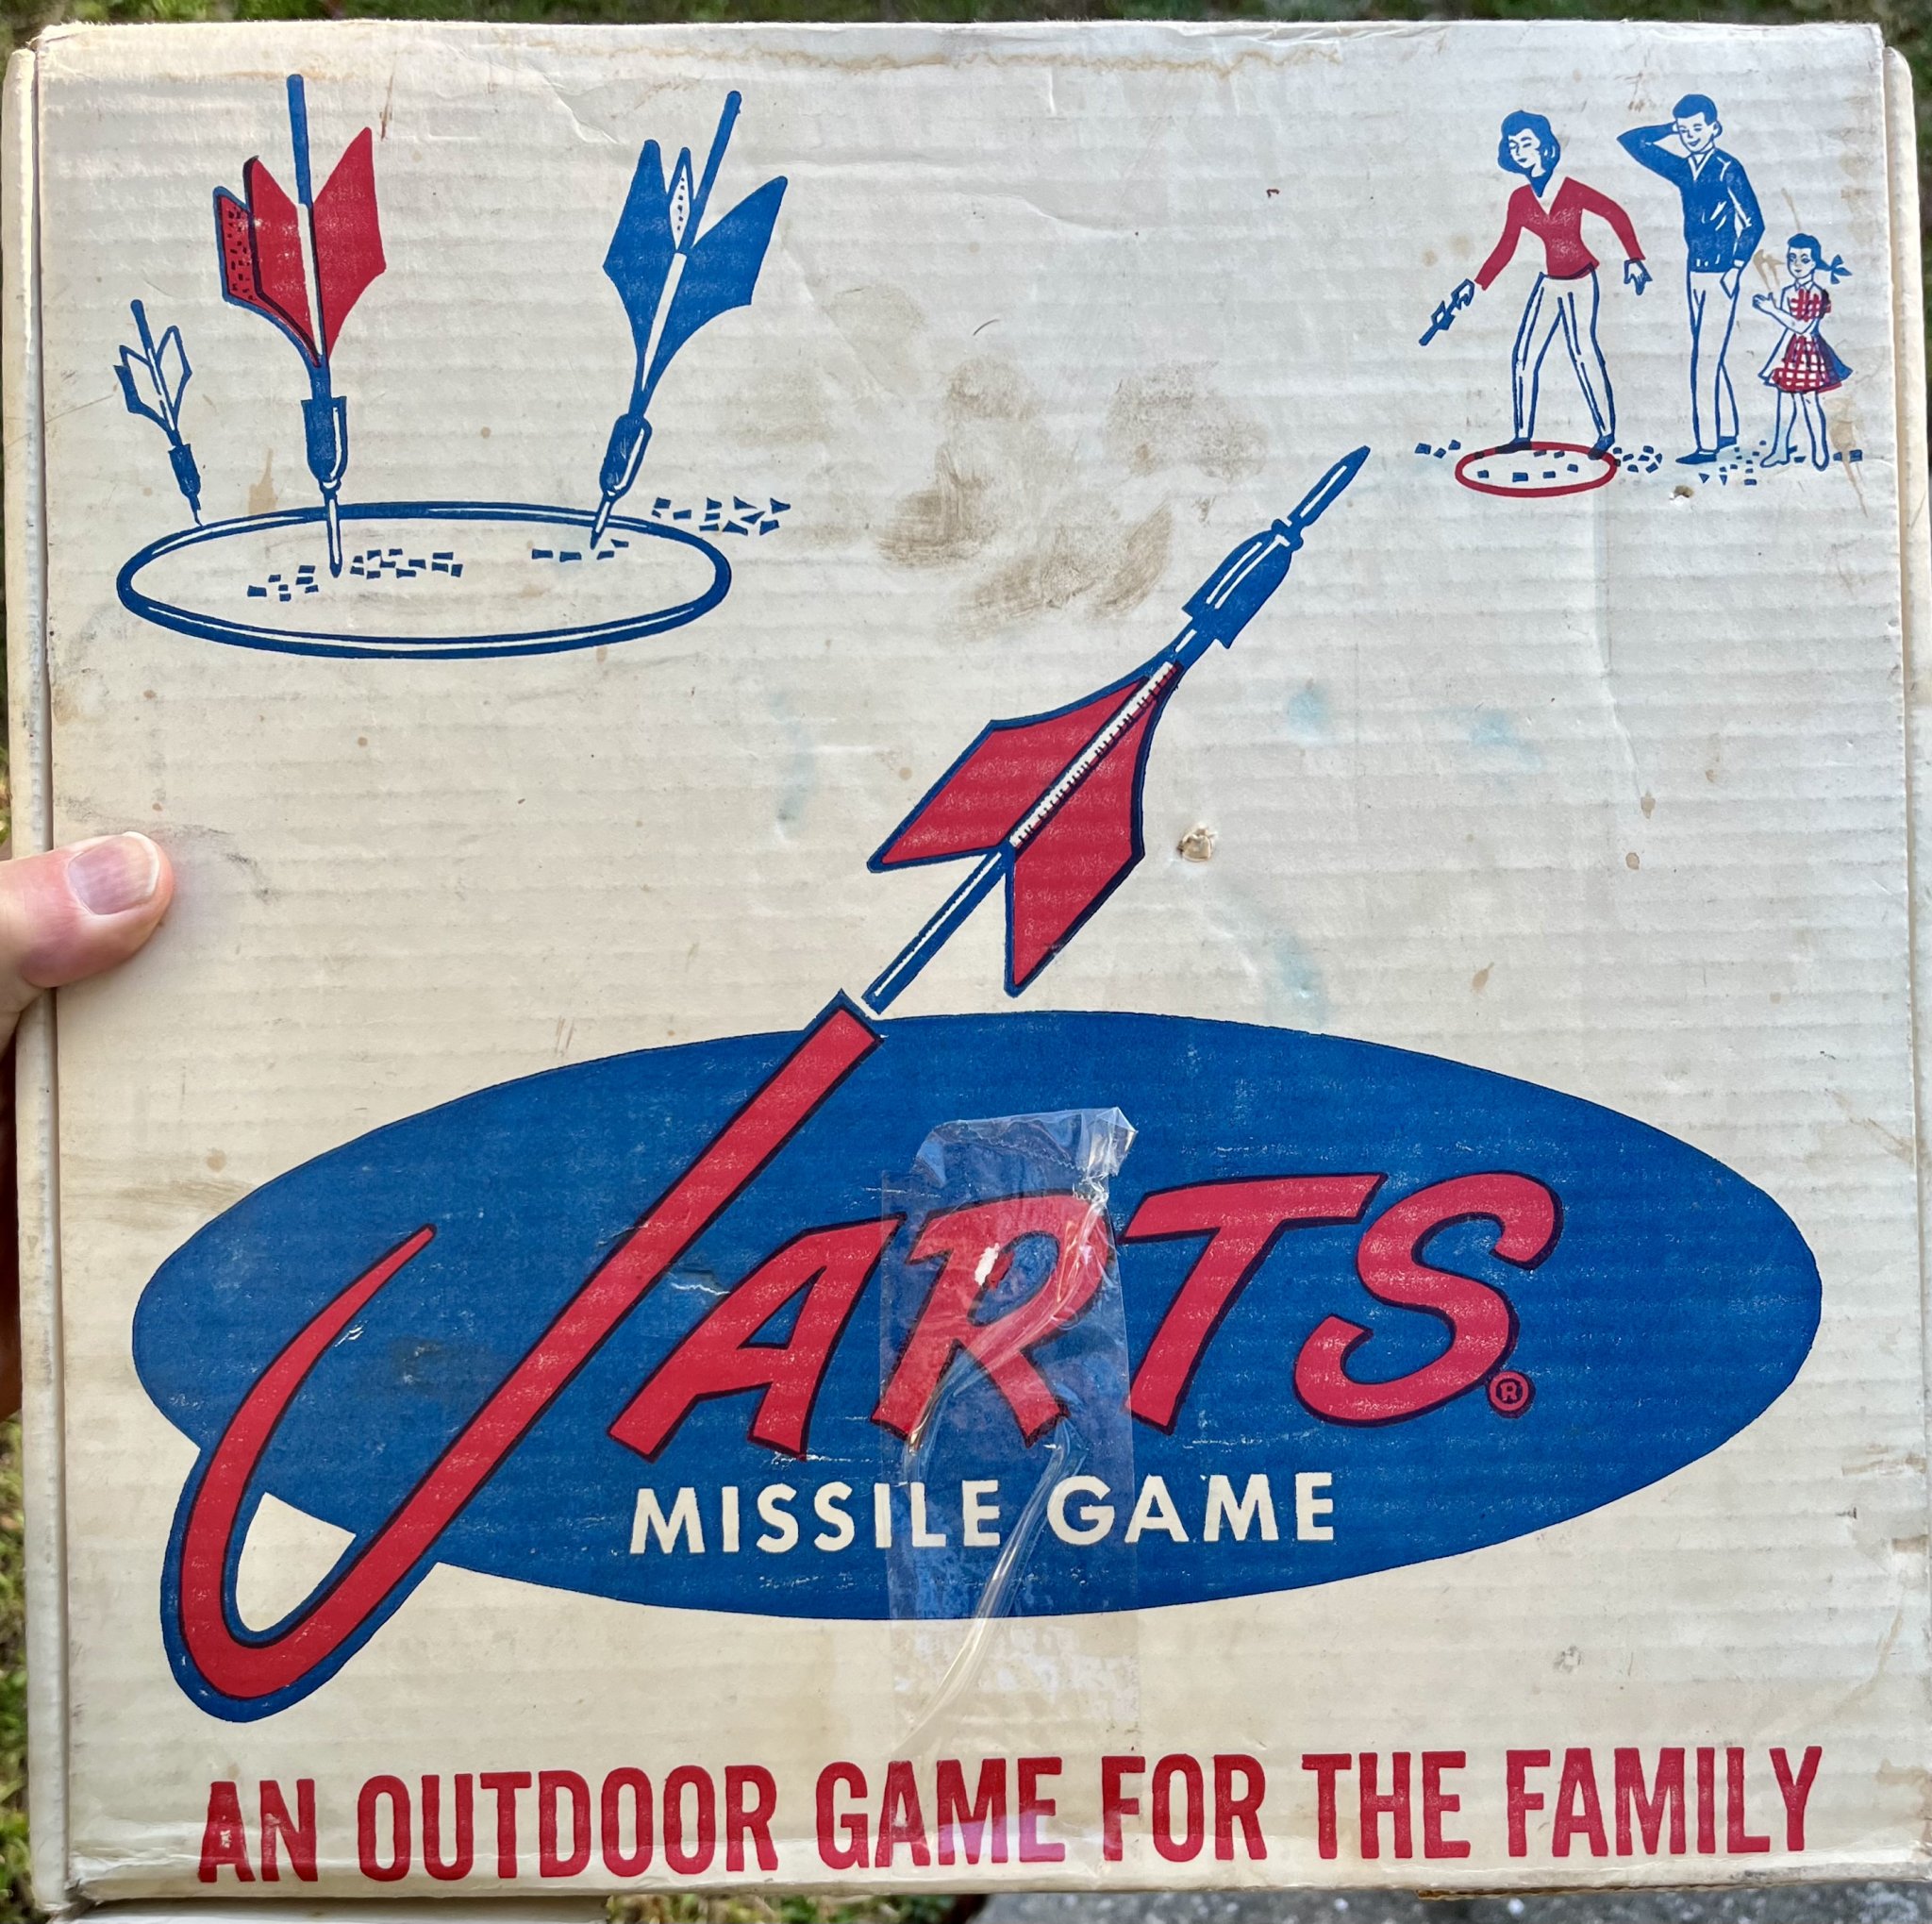 JARTS®
MISSILE GAME
AN OUTDOOR GAME FOR THE FAMILY